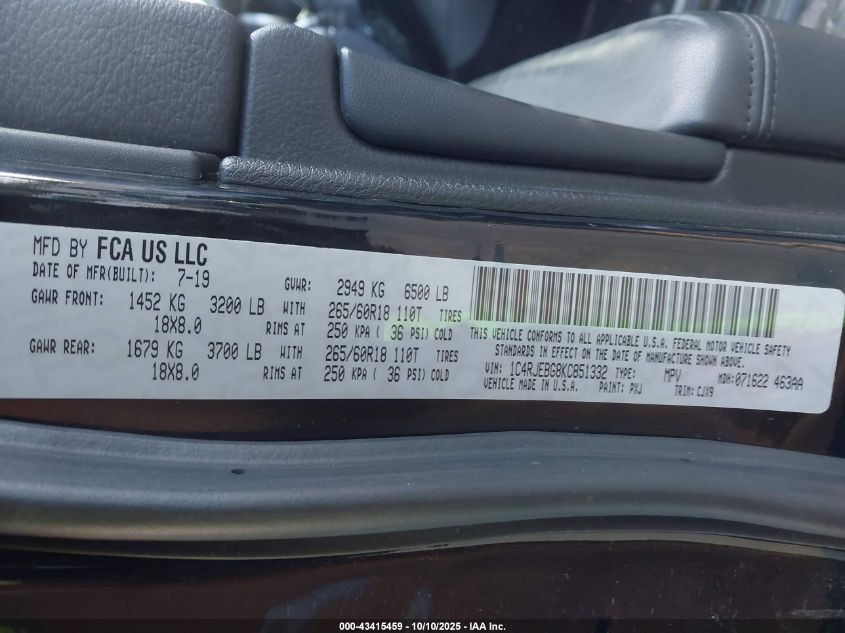 MFD BY FCA US LLC
DATE OF MFR(BUILT): 7-19 GVWR: 2949 KG 6500 LB
GAWR FRONT: 1452 KG 3200 LB WITH 265/60R18 110T TIRES
18X8.0 RIMS AT 250 KPA ( 36 PSI) COLD
GAWR REAR: 1679 KG 3700 LB WITH 265/60R18 110T TIRES
18X8.0 RIMS AT 250 KPA ( 36 PSI) COLD
THIS VEHICLE CONFORMS TO ALL APPLICABLE U.S.A. FEDERAL MOTOR VEHICLE SAFETY
STANDARDS IN EFFECT ON THE DATE OF MANUFACTURE SHOWN ABOVE.
VIN: 1C4RJEBG8KC851332 TYPE: MPV MDH: 071622 463AA
VEHICLE MADE IN U.S.A. PAINT: PXJ TRIM: CJX9
000-43415459 - 10/10/2025 - IAA Inc.